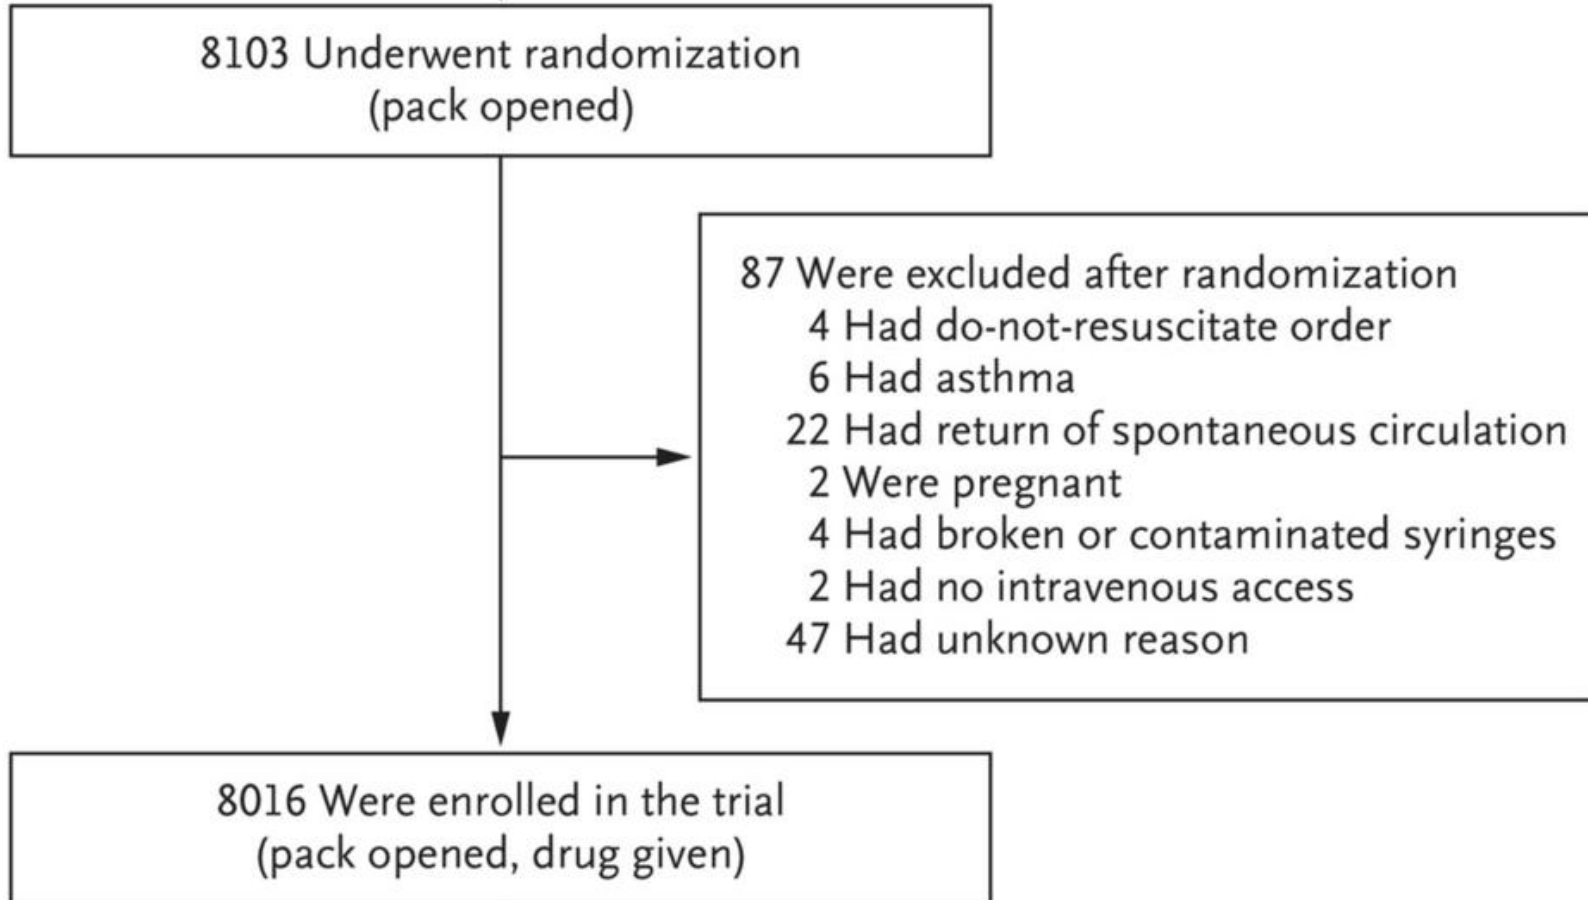 8103 Underwent randomization
(pack opened)
87 Were excluded after randomization
4 Had do-not-resuscitate order
6 Had asthma
22 Had return of spontaneous circulation
2 Were pregnant
4 Had broken or contaminated syringes
2 Had no intravenous access
47 Had unknown reason
8016 Were enrolled in the trial
(pack opened, drug given)